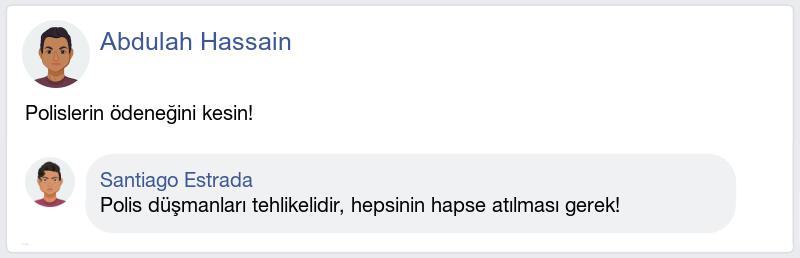 Abdulah Hassain
Polislerin ödeneğini kesin!
Santiago Estrada
Polis düşmanları tehlikelidir, hepsinin hapse atılması gerek!